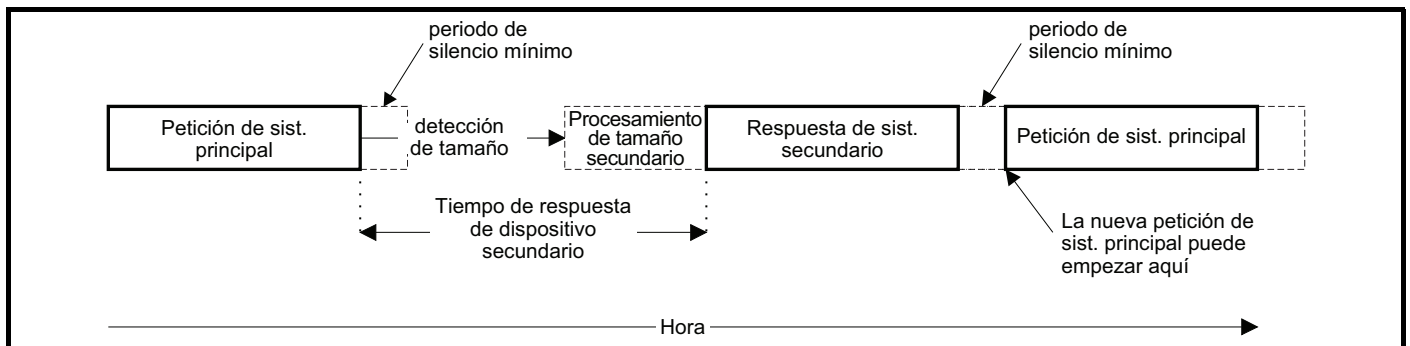 periodo de
silencio mínimo
periodo de
silencio mínimo
Petición de sist.
principal
detección
de tamaño
Procesamiento
de tamaño
secundario
Respuesta de sist.
secundario
Petición de sist. principal
Tiempo de respuesta
de dispositivo
secundario
La nueva petición de
sist. principal puede
empezar aquí
Hora